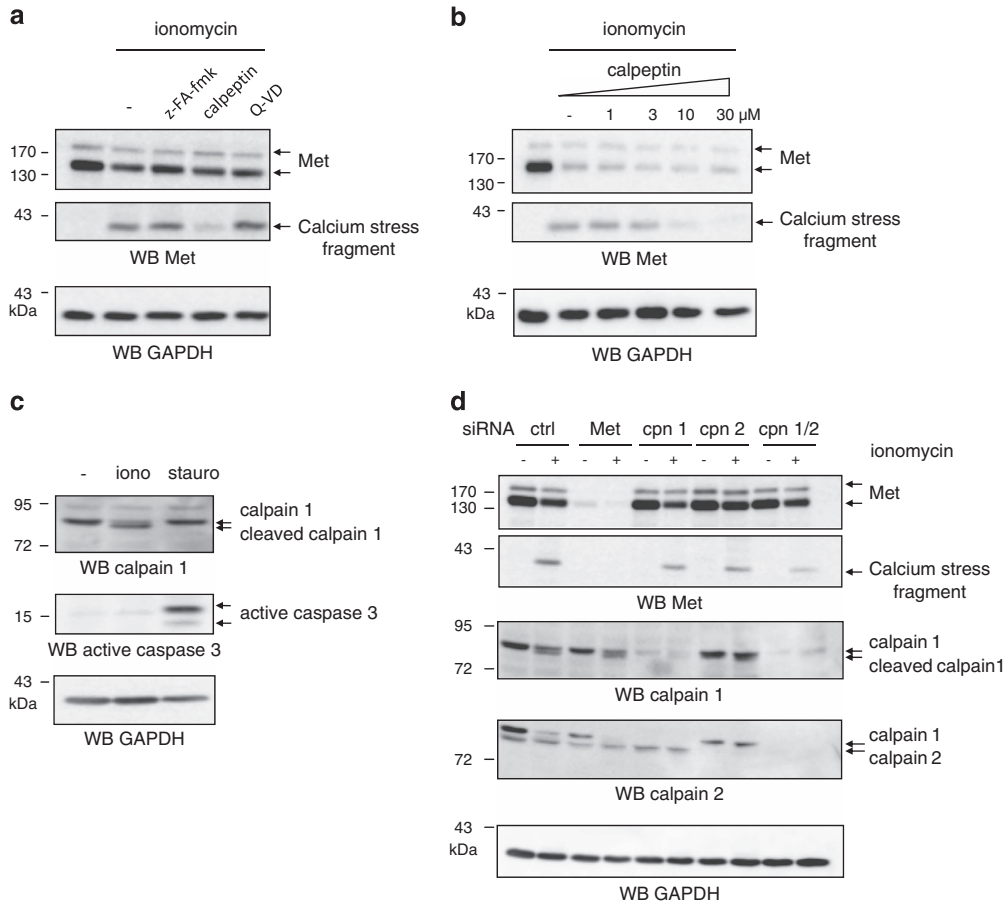 a
ionomycin
- z-FA-fmk calpeptin Q-VD
170
130
Met
43
Calcium stress
fragment
WB Met
43
kDa
WB GAPDH
b
ionomycin
calpeptin
- 1 3 10 30 µM
170
130
Met
43
Calcium stress
fragment
WB Met
43
kDa
WB GAPDH
c
- iono stauro
95
72
calpain 1
cleaved calpain 1
WB calpain 1
15
active caspase 3
WB active caspase 3
43
kDa
WB GAPDH
d
siRNA ctrl Met cpn 1 cpn 2 cpn 1/2
- + - + - + - + - + ionomycin
170
130
Met
43
Calcium stress
fragment
WB Met
95
72
calpain 1
cleaved calpain1
WB calpain 1
72
calpain 1
calpain 2
WB calpain 2
43
kDa
WB GAPDH